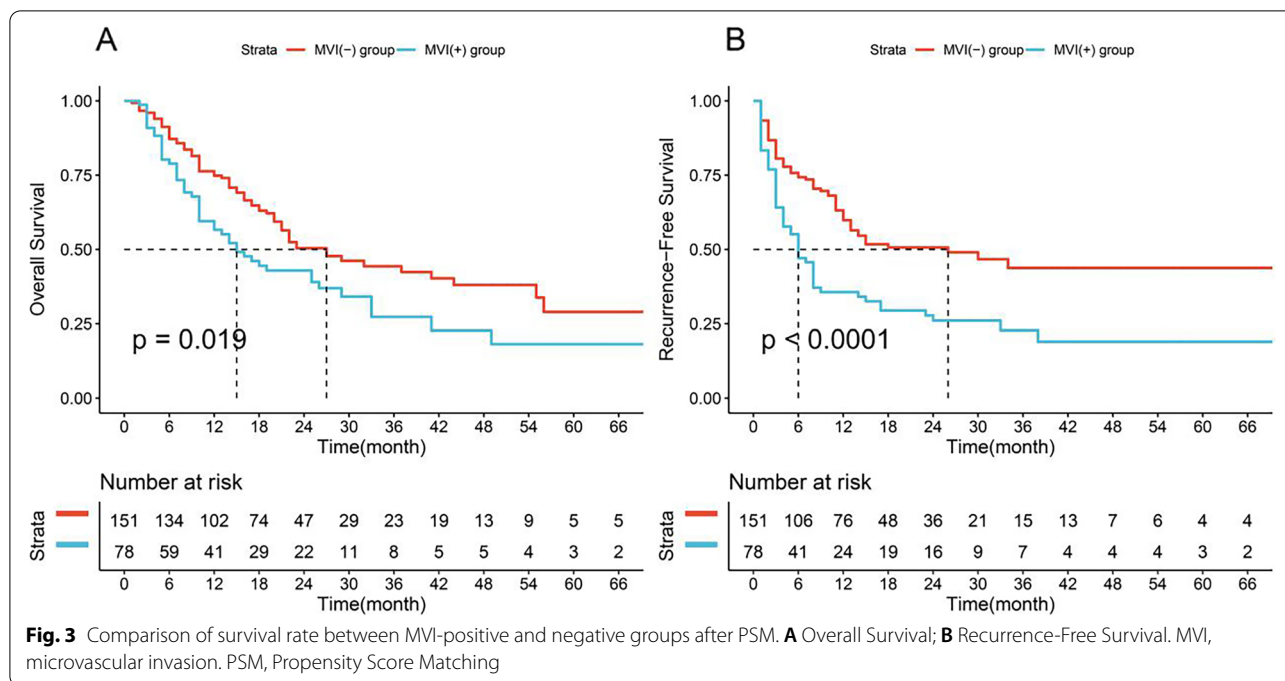 A
Strata MVI(−) group MVI(+) group
1.00
0.75
0.50
0.25
0.00
Overall Survival
p = 0.019
0 6 12 14 18 24 30 36 42 48 54 60 66
Time(month)
Number at risk
Strata
151 134 102 74 47 29 23 19 13 9 5 5
78 59 41 29 22 11 8 5 5 4 3 2
0 6 12 18 24 30 36 42 48 54 60 66
Time(month)
B
Strata MVI(−) group MVI(+) group
1.00
0.75
0.50
0.25
0.00
Recurrence−Free Survival
p < 0.0001
0 6 12 18 24 30 36 42 48 54 60 66
Time(month)
Number at risk
Strata
151 106 76 48 36 21 15 13 7 6 4 4
78 41 24 19 16 9 7 4 4 4 3 2
0 6 12 18 24 30 36 42 48 54 60 66
Time(month)
Fig. 3 Comparison of survival rate between MVI-positive and negative groups after PSM. A Overall Survival; B Recurrence-Free Survival. MVI,
microvascular invasion. PSM, Propensity Score Matching